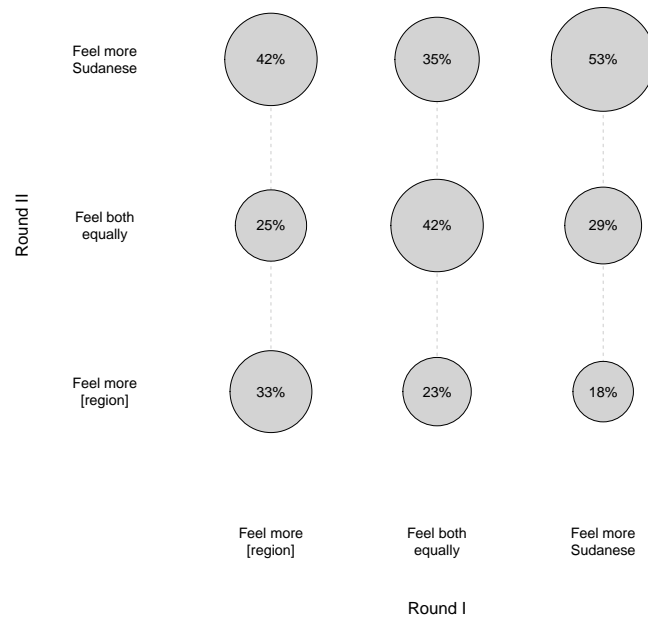 Feel more
Sudanese
42%
35%
53%
Round II
Feel both
equally
25%
42%
29%
Feel more
[region]
33%
23%
18%
Feel more
[region]
Feel both
equally
Feel more
Sudanese
Round I